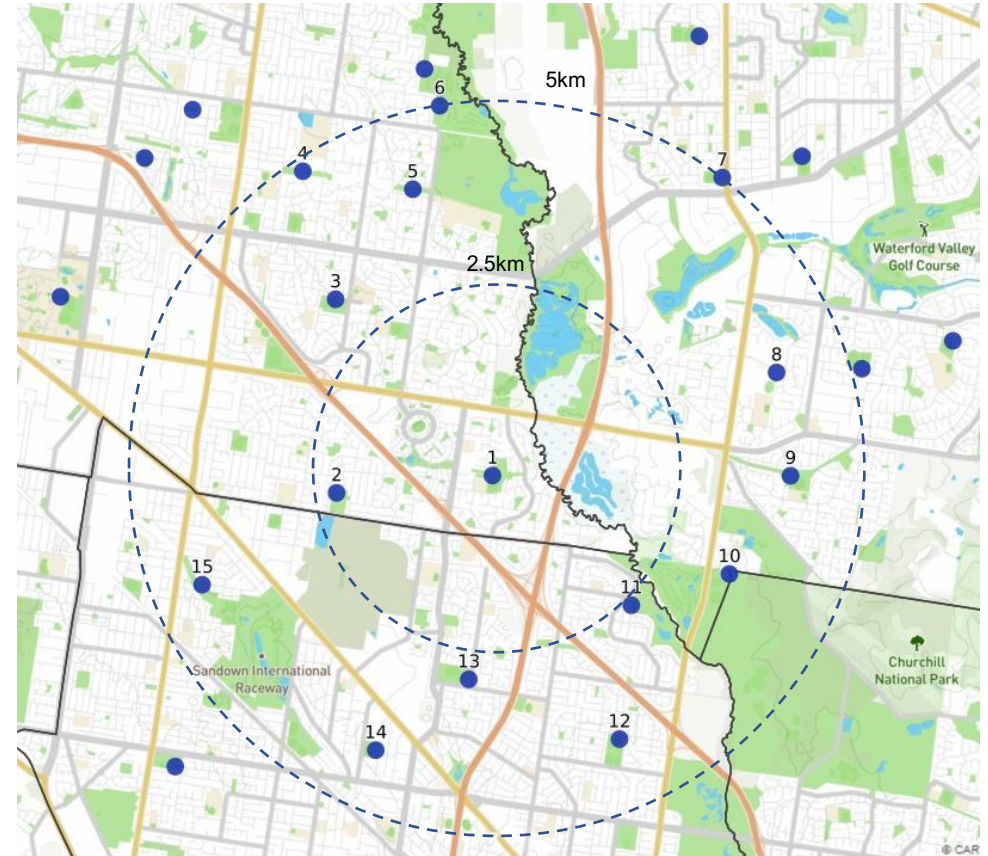 5km
6
4
5
7
Waterford Valley
Golf Course
2.5km
3
8
1
9
2
10
15
11
13
Sandown International
Raceway
Churchill
National Park
12
14
© CAR